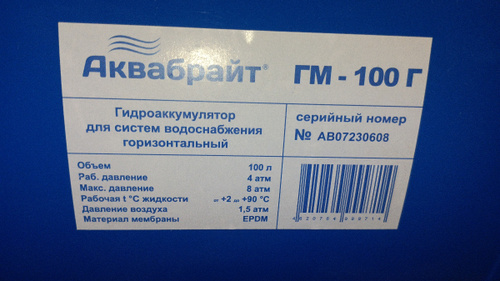 Аквабрайт®
ГМ - 100 Г
Гидроаккумулятор
для систем водоснабжения
горизонтальный
серийный номер
№ AB07230608
Объем 100 л
Раб. давление 4 атм
Макс. давление 8 атм
Рабочая t °C жидкости от +2 до +90 °C
Давление воздуха 1,5 атм
Материал мембраны EPDM